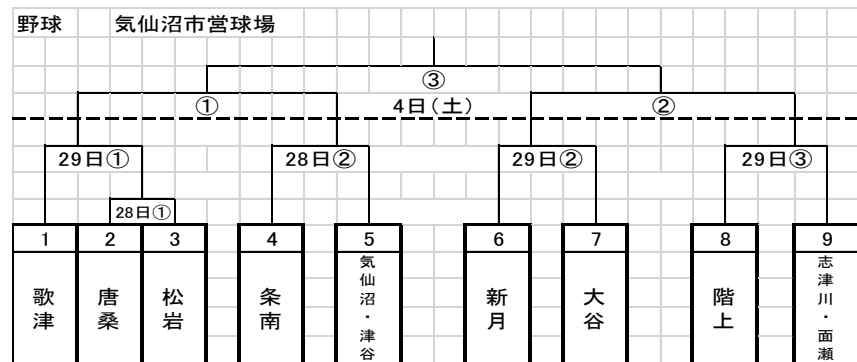 野球 気仙沼市営球場
③
① 4日(土) ②
29日① 28日② 29日② 29日③
28日①
1 2 3 4 5 6 7 8 9
歌津
唐桑
松岩
条南
気仙沼・津谷
新月
大谷
階上
志津川・面瀬